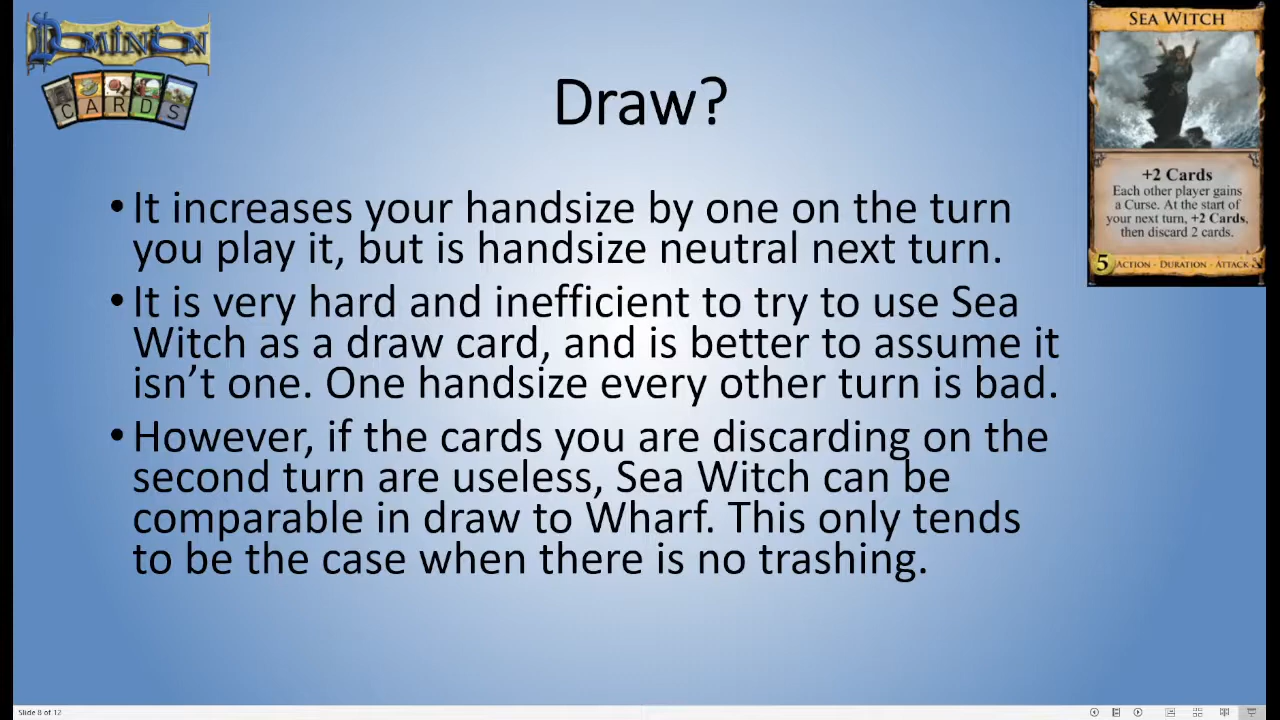 DOMINION
CARDS
Draw?
• It increases your handsize by one on the turn
you play it, but is handsize neutral next turn.
• It is very hard and inefficient to try to use Sea
Witch as a draw card, and is better to assume it
isn’t one. One handsize every other turn is bad.
• However, if the cards you are discarding on the
second turn are useless, Sea Witch can be
comparable in draw to Wharf. This only tends
to be the case when there is no trashing.
SEA WITCH
+2 Cards
Each other player gains
a Curse. At the start of
your next turn, +2 Cards,
then discard 2 cards.
5 ACTION - DURATION - ATTACK
Slide 8 of 12